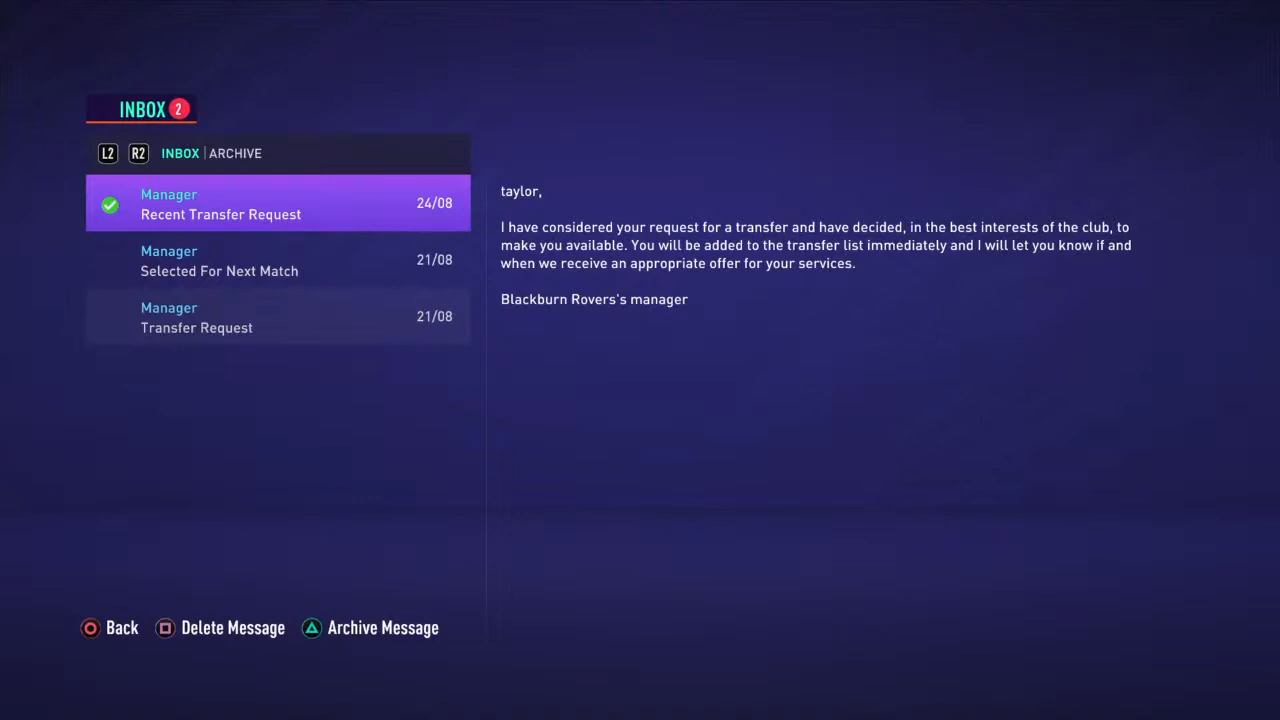 INBOX 2
L2 R2 INBOX | ARCHIVE
Manager
Recent Transfer Request
24/08
Manager
Selected For Next Match
21/08
Manager
Transfer Request
21/08
taylor,
I have considered your request for a transfer and have decided, in the best interests of the club, to
make you available. You will be added to the transfer list immediately and I will let you know if and
when we receive an appropriate offer for your services.
Blackburn Rovers's manager
Back Delete Message Archive Message